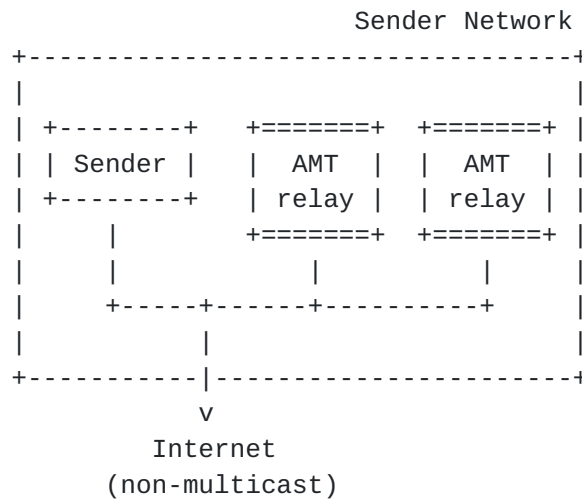 Sender Network
Sender AMT AMT
relay relay
Internet
(non-multicast)